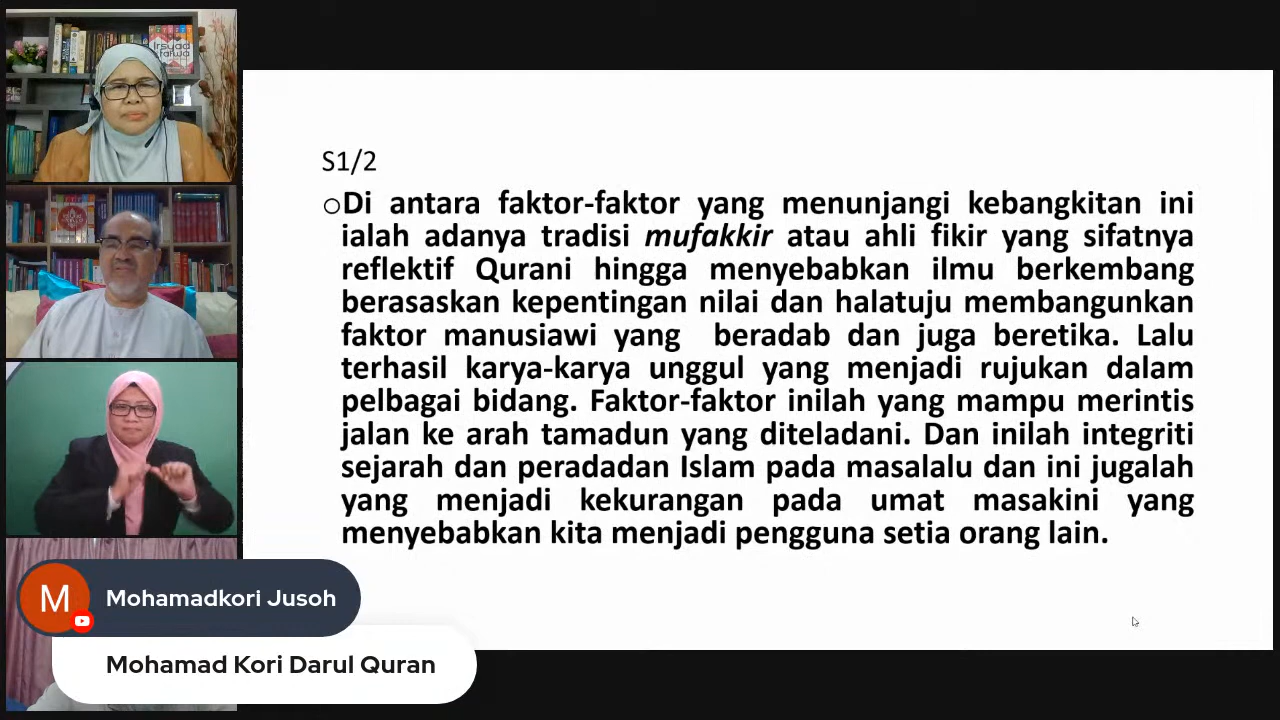 irsyad
fatwa
S1/2
○Di antara faktor-faktor yang menunjangi kebangkitan ini
ialah adanya tradisi mufakkir atau ahli fikir yang sifatnya
reflektif Qurani hingga menyebabkan ilmu berkembang
berasaskan kepentingan nilai dan halatuju membangunkan
faktor manusiawi yang beradab dan juga beretika. Lalu
terhasil karya-karya unggul yang menjadi rujukan dalam
pelbagai bidang. Faktor-faktor inilah yang mampu merintis
jalan ke arah tamadun yang diteladani. Dan inilah integriti
sejarah dan peradadan Islam pada masalalu dan ini jugalah
yang menjadi kekurangan pada umat masakini yang
menyebabkan kita menjadi pengguna setia orang lain.
M
Mohamadkori Jusoh
Mohamad Kori Darul Quran